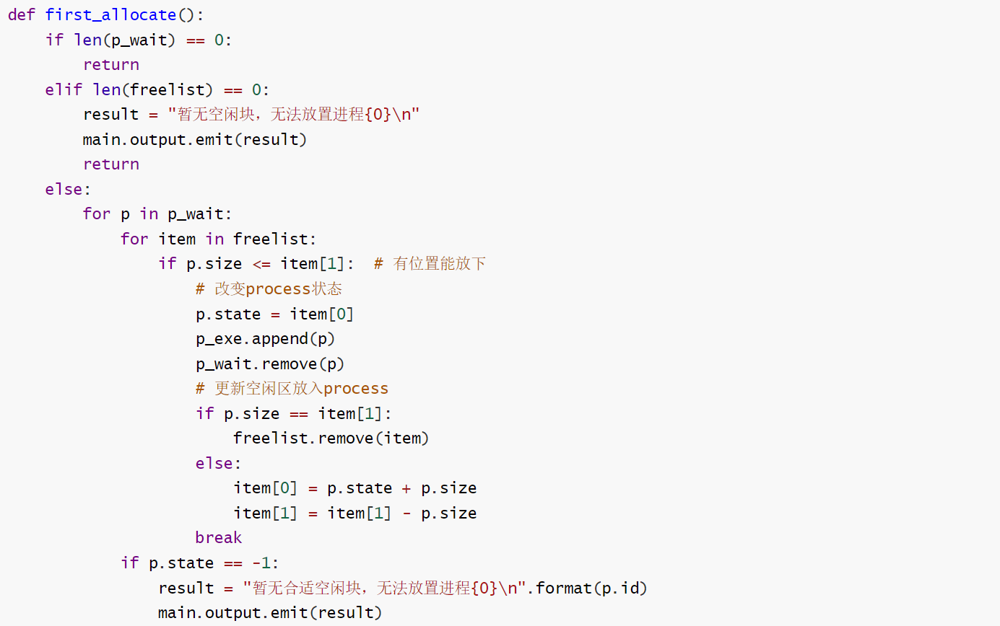 def first_allocate():
    if len(p_wait) == 0:
        return
    elif len(freelist) == 0:
        result = "暂无空闲块，无法放置进程{0}\n"
        main.output.emit(result)
        return
    else:
        for p in p_wait:
            for item in freelist:
                if p.size <= item[1]:  # 有位置能放下
                    # 改变process状态
                    p.state = item[0]
                    p_exe.append(p)
                    p_wait.remove(p)
                    # 更新空闲区放入process
                    if p.size == item[1]:
                        freelist.remove(item)
                    else:
                        item[0] = p.state + p.size
                        item[1] = item[1] - p.size
                    break
            if p.state == -1:
                result = "暂无合适空闲块，无法放置进程{0}\n".format(p.id)
                main.output.emit(result)